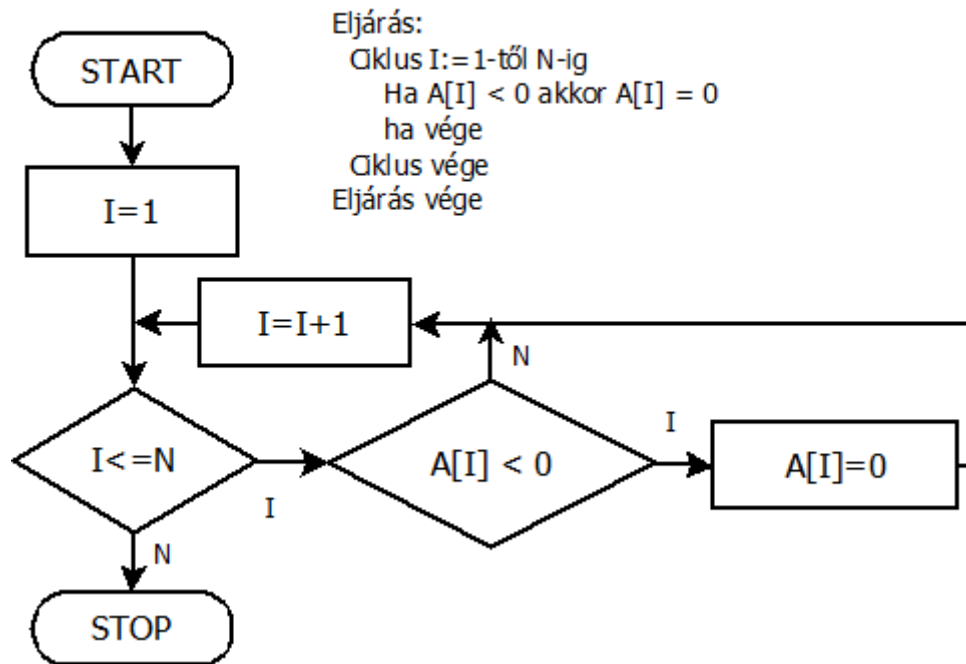 START
Eljárás:
Ciklus I:=1-től N-ig
Ha A[I] < 0 akkor A[I] = 0
ha vége
Ciklus vége
Eljárás vége
I=1
I=I+1
N
I<=N
I
A[I] < 0
I
A[I]=0
N
STOP